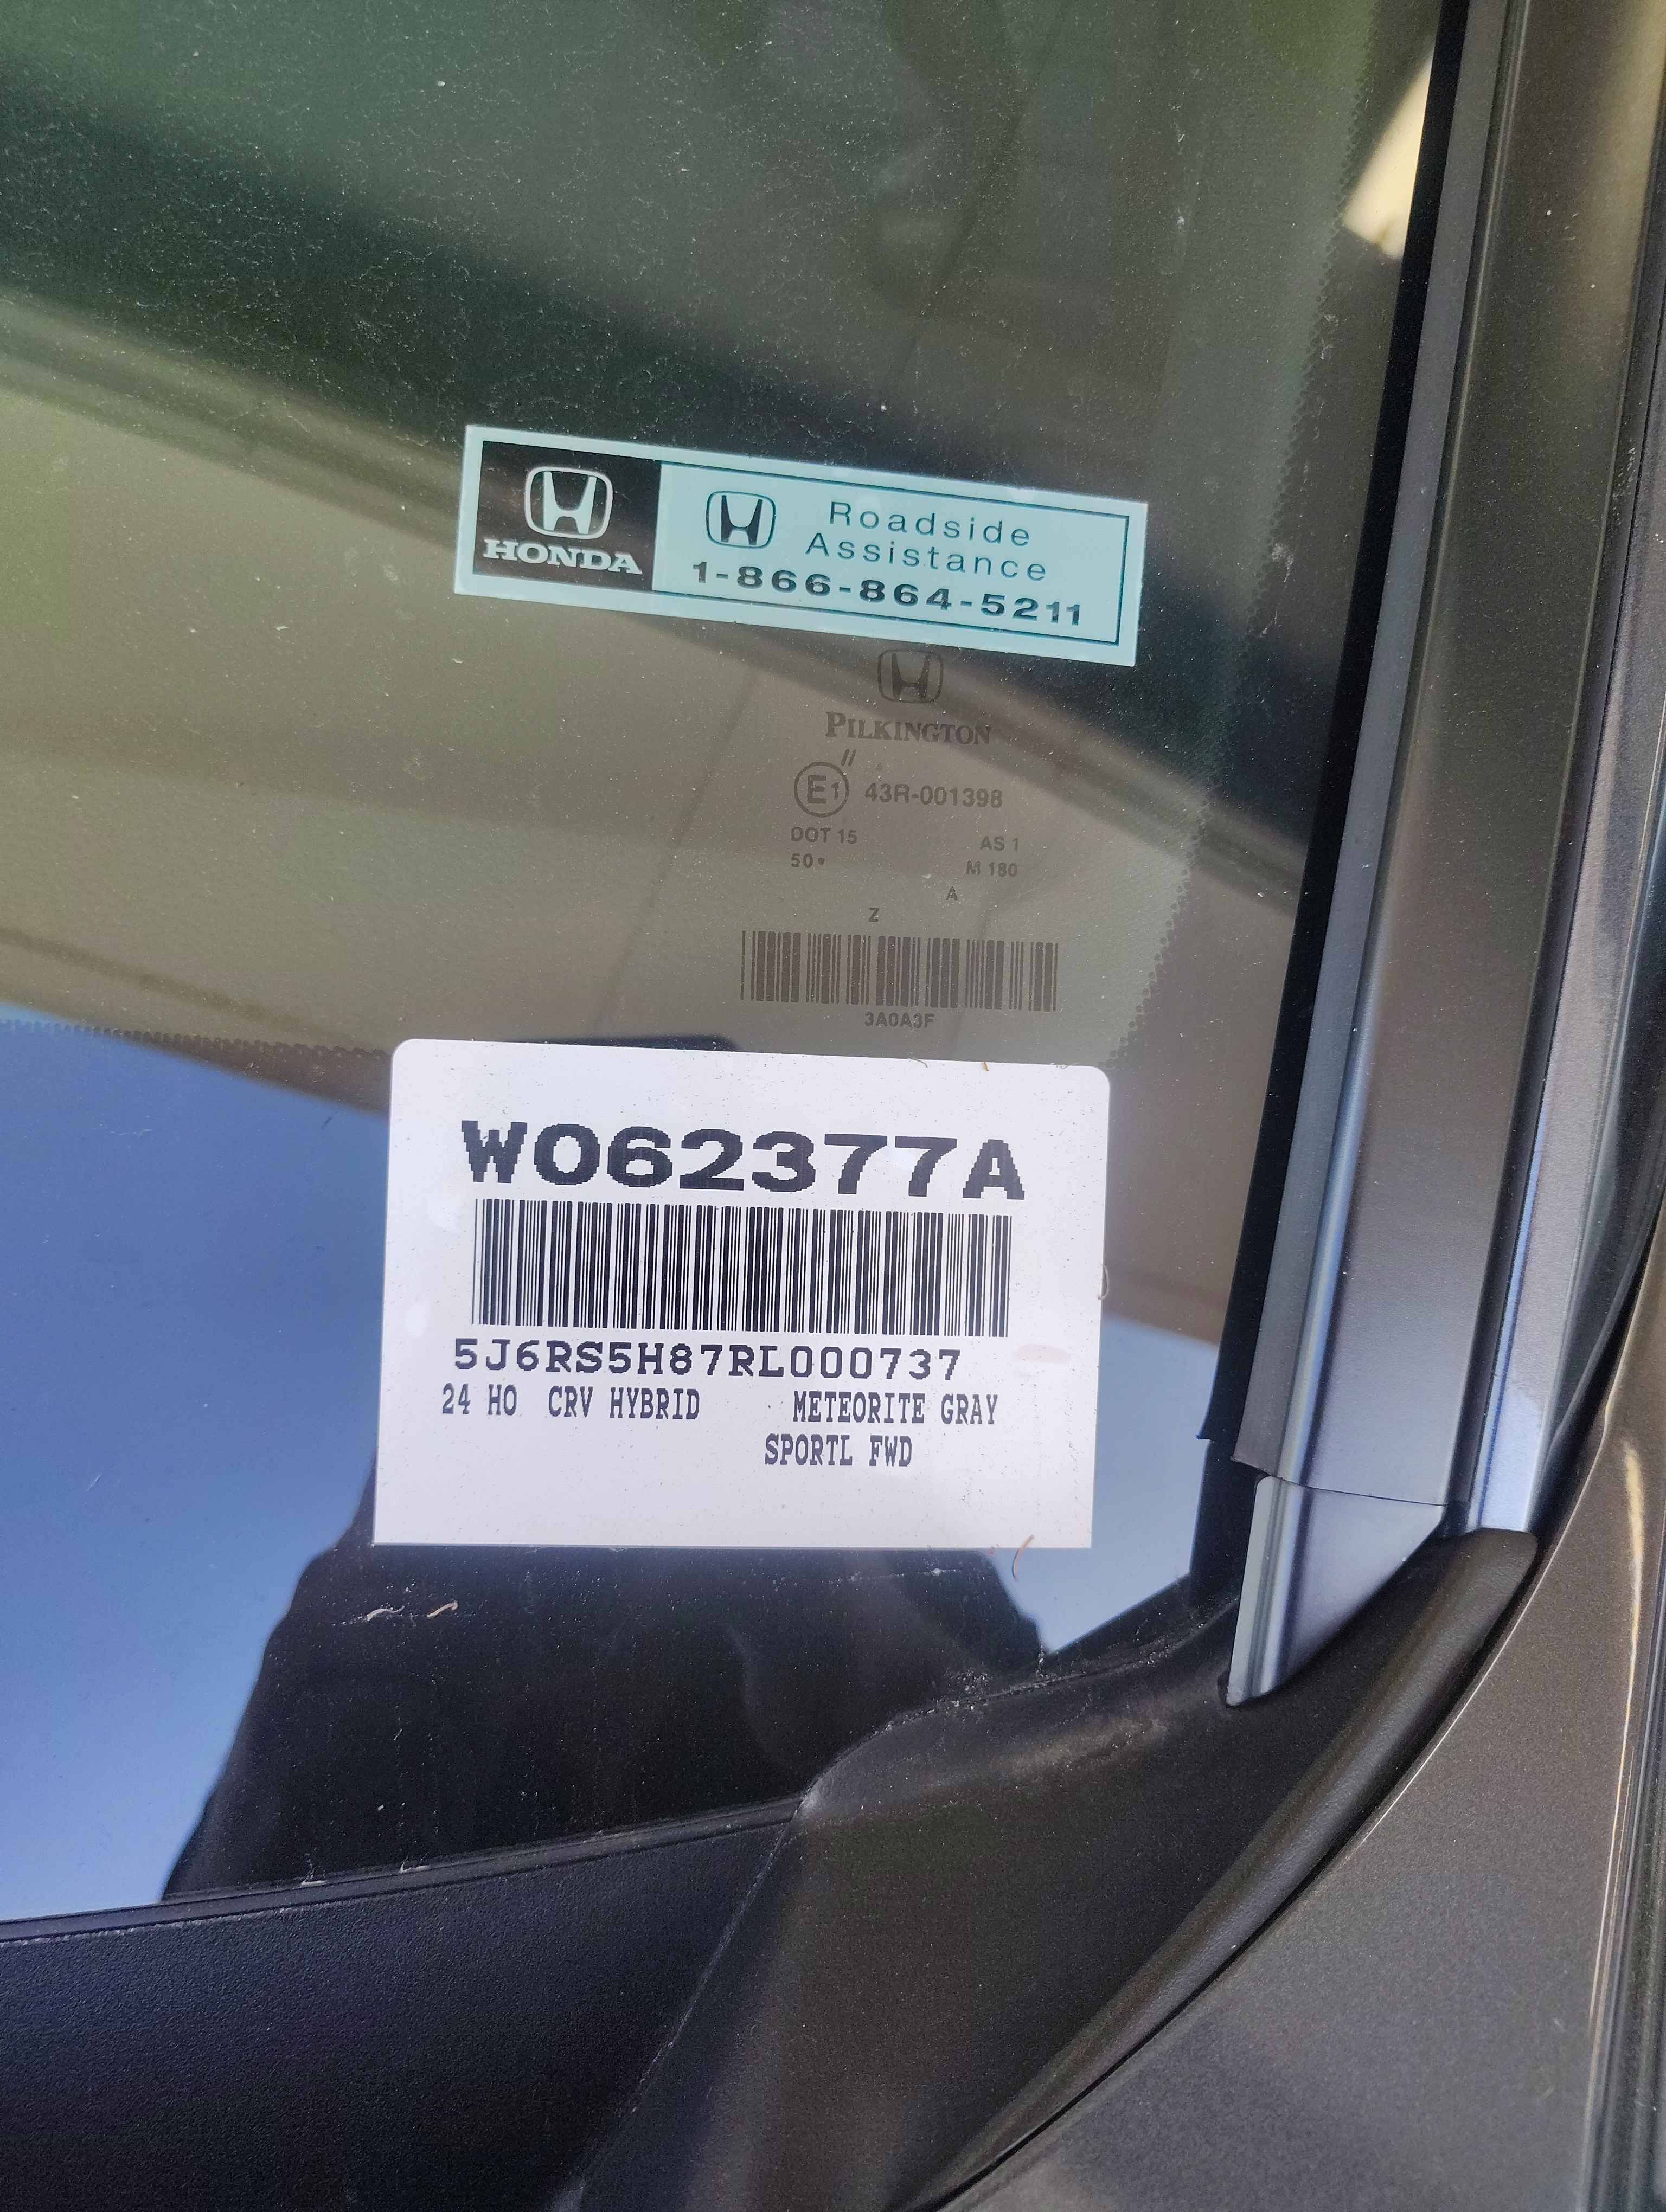 HONDA
Roadside
Assistance
1-866-864-5211
PILKINGTON
//
E1 43R-001398
DOT 15 AS 1
50 M 180
A
Z
3A0A3F
W062377A
5J6RS5H87RL000737
24 HO CRV HYBRID METEORITE GRAY
SPORTL FWD